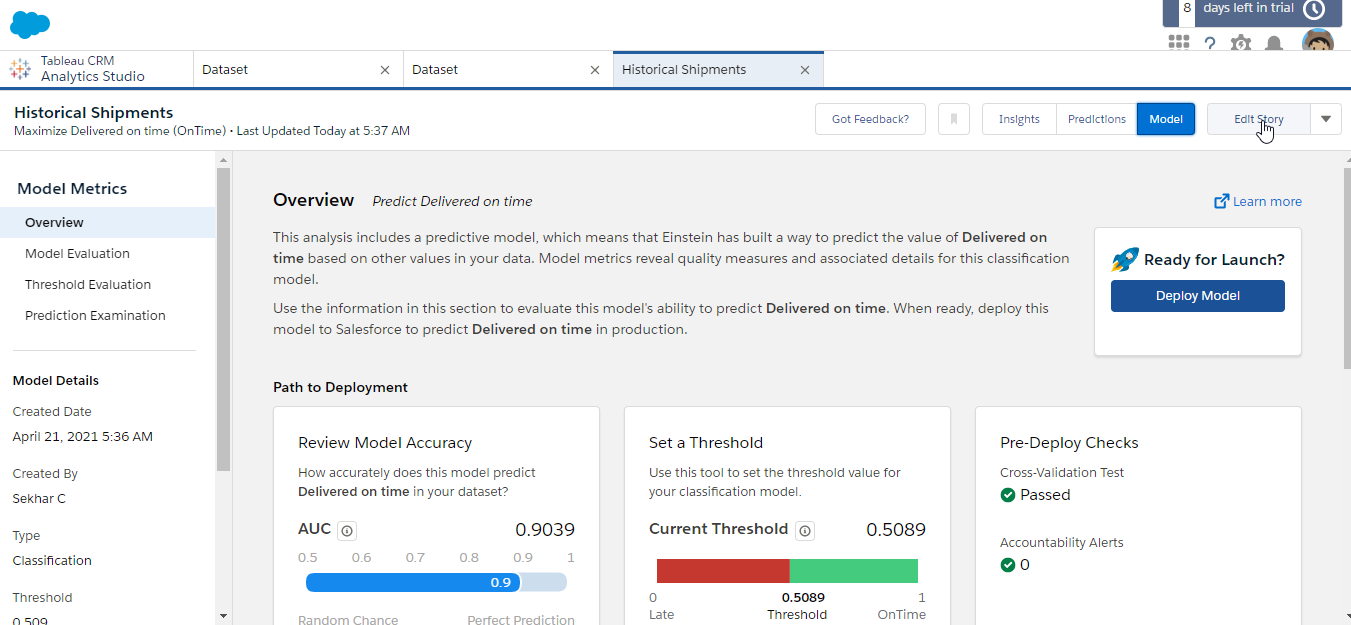 8 days left in trial
?
Tableau CRM
Analytics Studio
Dataset
Dataset
Historical Shipments
Historical Shipments
Maximize Delivered on time (OnTime) • Last Updated Today at 5:37 AM
Got Feedback?
Insights
Predictions
Model
Edit Story
Model Metrics
Overview
Model Evaluation
Threshold Evaluation
Prediction Examination
Model Details
Created Date
April 21, 2021 5:36 AM
Created By
Sekhar C
Type
Classification
Threshold
0.509
Overview Predict Delivered on time
Learn more
This analysis includes a predictive model, which means that Einstein has built a way to predict the value of Delivered on
time based on other values in your data. Model metrics reveal quality measures and associated details for this classification
model.
Use the information in this section to evaluate this model's ability to predict Delivered on time. When ready, deploy this
model to Salesforce to predict Delivered on time in production.
Ready for Launch?
Deploy Model
Path to Deployment
Review Model Accuracy
How accurately does this model predict
Delivered on time in your dataset?
AUC 0.9039
0.5 0.6 0.7 0.8 0.9 1
0.9
Random Chance Perfect Prediction
Set a Threshold
Use this tool to set the threshold value for
your classification model.
Current Threshold 0.5089
0 0.5089 1
Late Threshold OnTime
Pre-Deploy Checks
Cross-Validation Test
Passed
Accountability Alerts
0